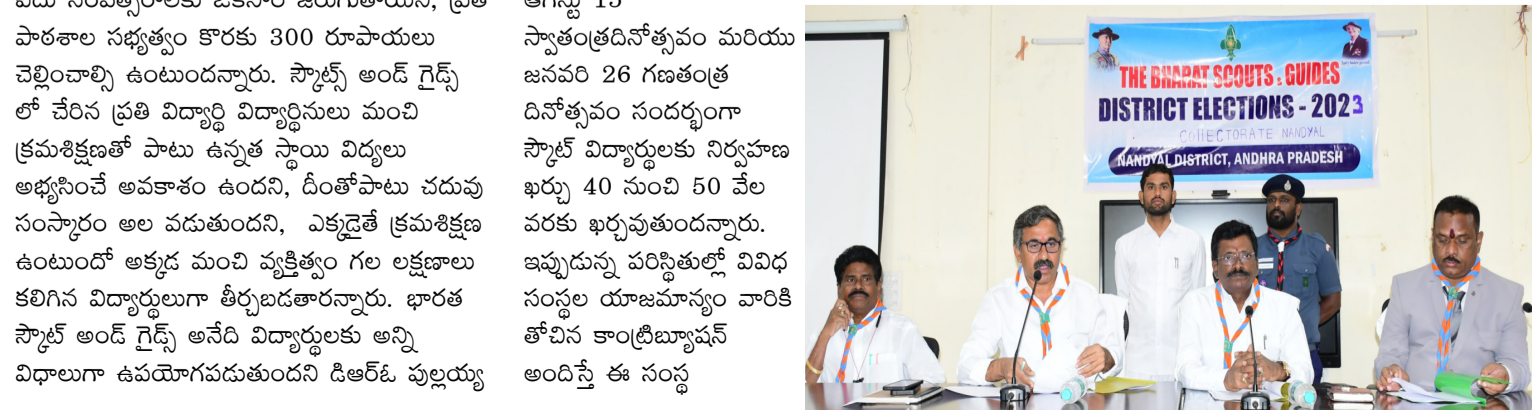 పాఠశాల సభ్యత్వం కొరకు 300 రూపాయలు
చెల్లించాల్సి ఉంటుందన్నారు. స్కౌట్స్ అండ్ గైడ్స్
లో చేరిన ప్రతి విద్యార్థి విద్యార్థినులు మంచి
క్రమశిక్షణతో పాటు ఉన్నత స్థాయి విద్యలు
అభ్యసించే అవకాశం ఉందని, దీంతోపాటు చదువు
సంస్కారం అల వడుతుందని, ఎక్కడైతే క్రమశిక్షణ
ఉంటుందో అక్కడ మంచి వ్యక్తిత్వం గల లక్షణాలు
కలిగిన విద్యార్థులుగా తీర్చబడతారన్నారు. భారత
స్కౌట్ అండ్ గైడ్స్ అనేది విద్యార్థులకు అన్ని
విధాలుగా ఉపయోగపడుతుందని డిఆర్ఓ పుల్లయ్య
ఆగస్టు 15
స్వాతంత్రదినోత్సవం మరియు
జనవరి 26 గణతంత్ర
దినోత్సవం సందర్భంగా
స్కౌట్ విద్యార్థులకు నిర్వహణ
ఖర్చు 40 నుంచి 50 వేల
వరకు ఖర్చవుతుందన్నారు.
ఇప్పుడున్న పరిస్థితుల్లో వివిధ
సంస్థల యాజమాన్యం వారికి
తోచిన కాంట్రిబ్యూషన్
అందిస్తే ఈ సంస్థ
THE BHARAT SCOUTS & GUIDES
DISTRICT ELECTIONS - 2023
COLLECTORATE NANDYAL
NANDYAL DISTRICT, ANDHRA PRADESH